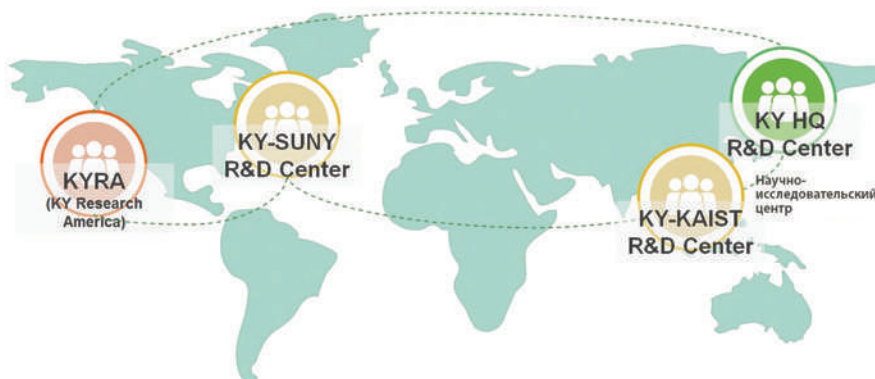 KYRA
(KY Research
America)
KY-SUNY
R&D Center
KY HQ
R&D Center
Научно-
исследовательский
центр
KY-KAIST
R&D Center